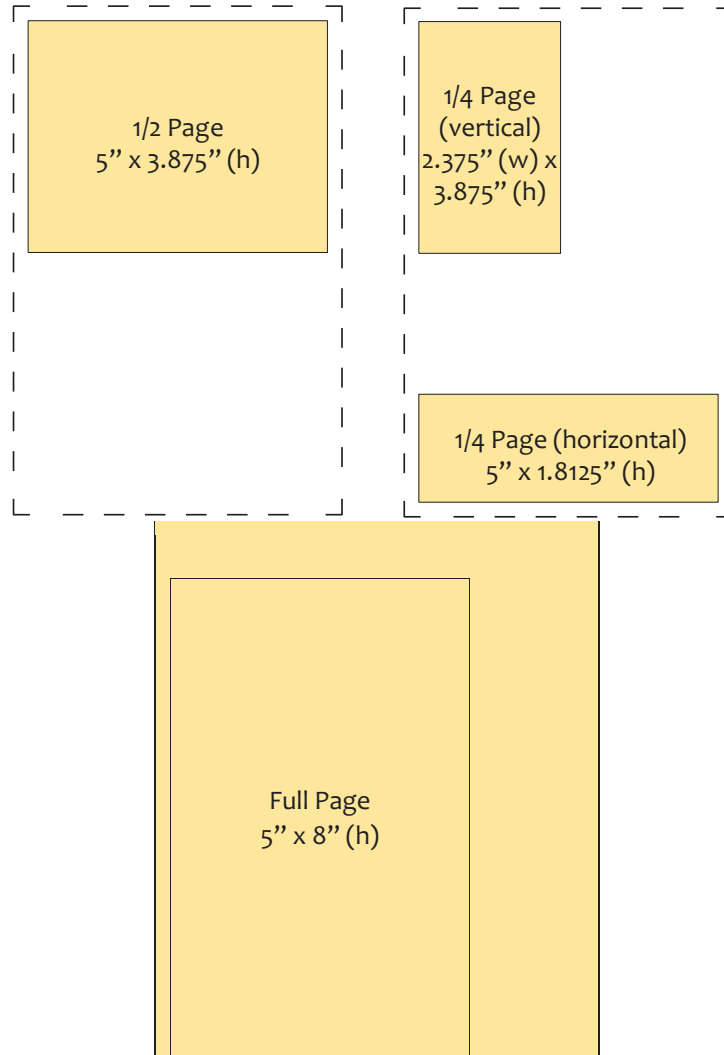 1/2 Page
5” x 3.875” (h)
1/4 Page
(vertical)
2.375” (w) x
3.875” (h)
1/4 Page (horizontal)
5” x 1.8125” (h)
Full Page
5” x 8” (h)